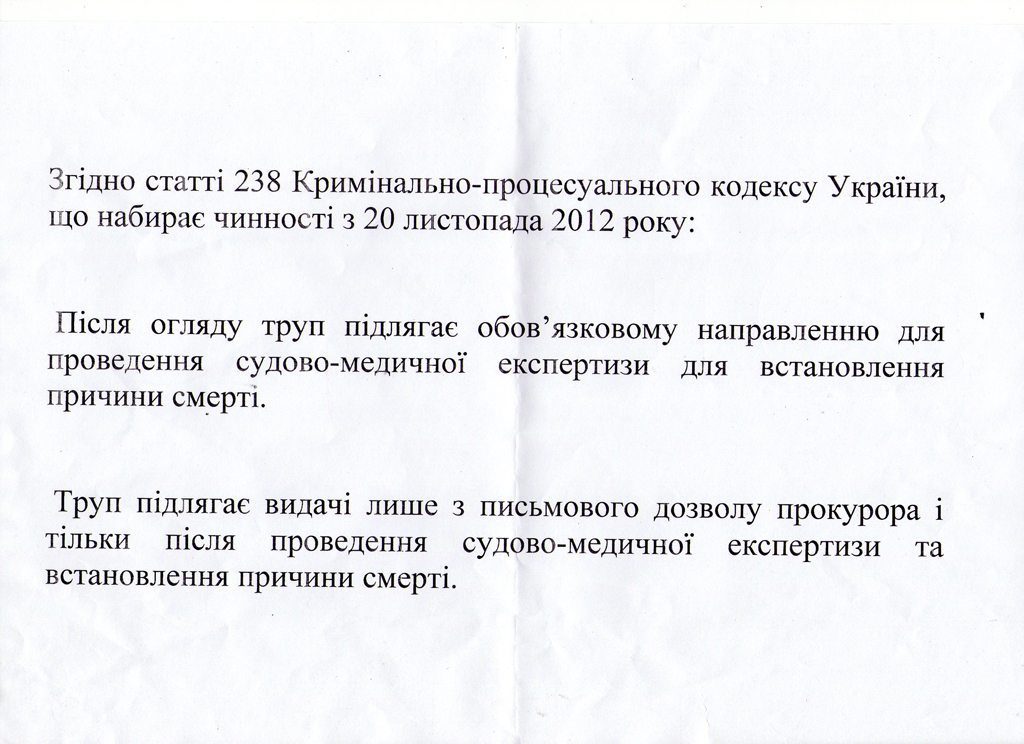 Згідно статті 238 Кримінально-процесуального кодексу України,
що набирає чинності з 20 листопада 2012 року:
Після огляду труп підлягає обов’язковому направленню для
проведення судово-медичної експертизи для встановлення
причини смерті.
Труп підлягає видачі лише з письмового дозволу прокурора і
тільки після проведення судово-медичної експертизи та
встановлення причини смерті.